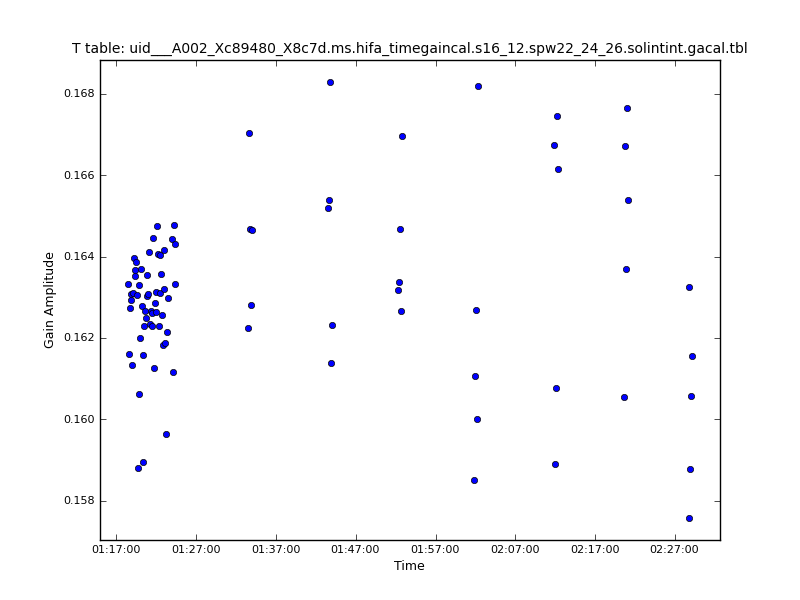 T table: uid___A002_Xc89480_X8c7d.ms.hifa_timegaincal.s16_12.spw22_24_26.solintint.gacal.tbl
0.168
0.166
0.164
0.162
0.160
0.158
Gain Amplitude
01:17:00 01:27:00 01:37:00 01:47:00 01:57:00 02:07:00 02:17:00 02:27:00
Time